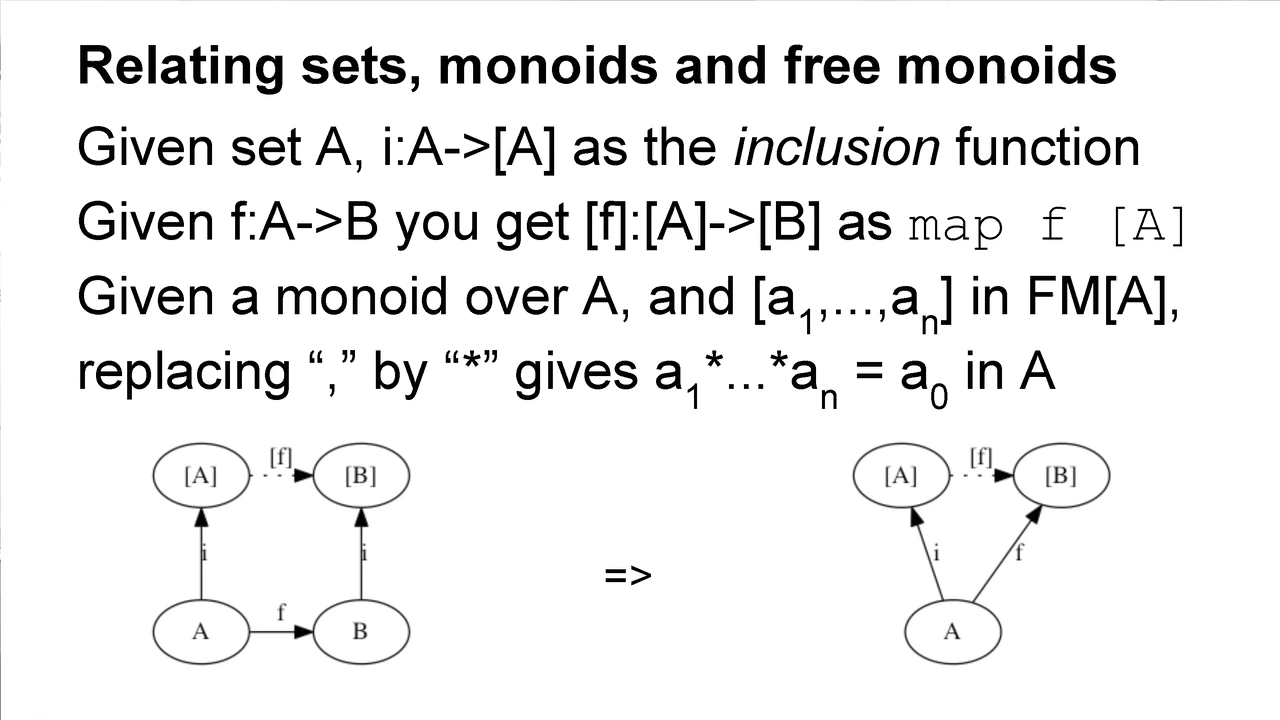 Relating sets, monoids and free monoids
Given set A, i:A->[A] as the inclusion function
Given f:A->B you get [f]:[A]->[B] as map f [A]
Given a monoid over A, and [a1,...,an] in FM[A],
replacing “,” by “*” gives a1*...*an = a0 in A
[A] [f] [B]
i i
A f B
=>
[A] [f] [B]
i f
A